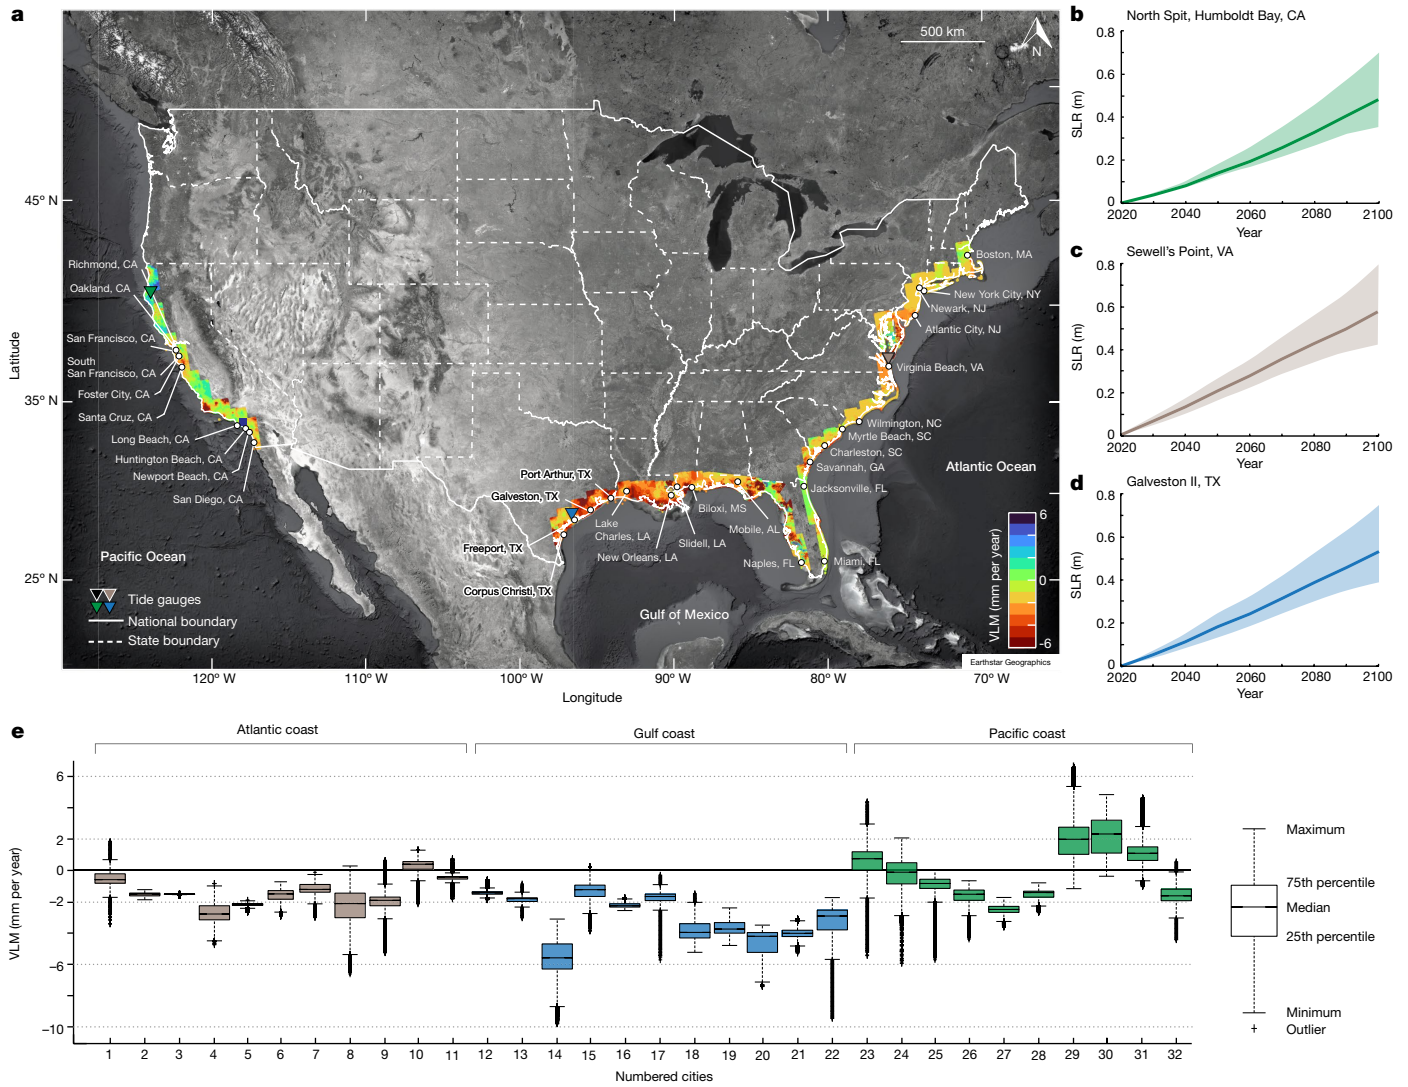 a
500 km
N
45° N
35° N
25° N
Latitude
Richmond, CA
Oakland, CA
San Francisco, CA
South
San Francisco, CA
Foster City, CA
Santa Cruz, CA
Long Beach, CA
Huntington Beach, CA
Newport Beach, CA
San Diego, CA
Boston, MA
New York City, NY
Newark, NJ
Atlantic City, NJ
Virginia Beach, VA
Wilmington, NC
Myrtle Beach, SC
Charleston, SC
Savannah, GA
Jacksonville, FL
Port Arthur, TX
Galveston, TX
Freeport, TX
Corpus Christi, TX
Lake
Charles, LA
New Orleans, LA
Slidell, LA
Biloxi, MS
Mobile, AL
Naples, FL
Miami, FL
Atlantic Ocean
Pacific Ocean
Gulf of Mexico
Tide gauges
National boundary
State boundary
VLM (mm per year)
6
0
-6
Earthstar Geographics
120° W
110° W
100° W
90° W
80° W
70° W
Longitude
b
North Spit, Humboldt Bay, CA
SLR (m)
0.8
0.6
0.4
0.2
0
2020 2040 2060 2080 2100
Year
c
Sewell's Point, VA
SLR (m)
0.8
0.6
0.4
0.2
0
2020 2040 2060 2080 2100
Year
d
Galveston II, TX
SLR (m)
0.8
0.6
0.4
0.2
0
2020 2040 2060 2080 2100
Year
e
Atlantic coast
Gulf coast
Pacific coast
VLM (mm per year)
6
2
0
−2
−6
−10
1 2 3 4 5 6 7 8 9 10 11 12 13 14 15 16 17 18 19 20 21 22 23 24 25 26 27 28 29 30 31 32
Numbered cities
Maximum
75th percentile
Median
25th percentile
Minimum
Outlier